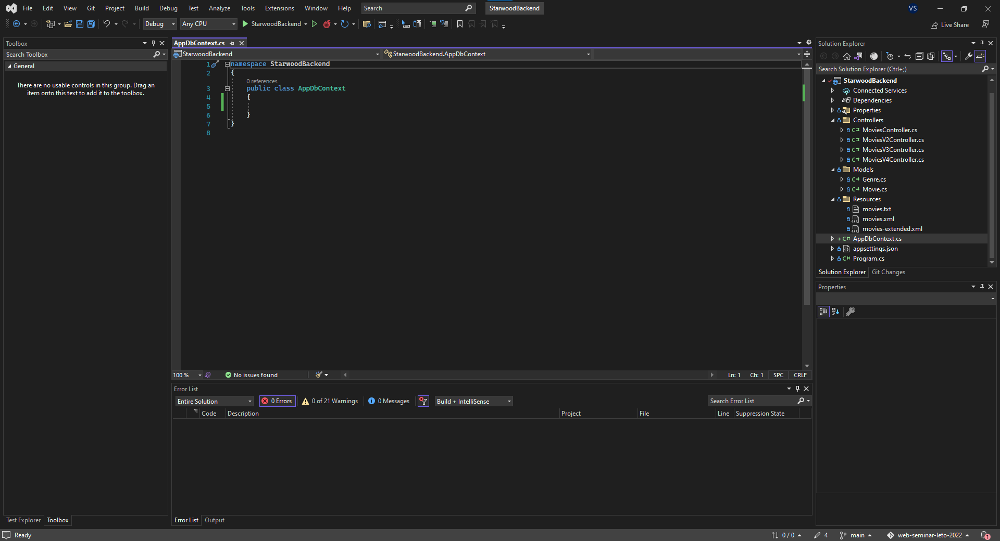 File Edit View Git Project Build Debug Test Analyze Tools Extensions Window Help Search StarwoodBackend VS
Debug Any CPU StarwoodBackend Live Share
Toolbox
Search Toolbox
General
There are no usable controls in this group. Drag an
item onto this text to add it to the toolbox.
Test Explorer Toolbox
AppDbContext.cs
StarwoodBackend StarwoodBackend.AppDbContext
1 namespace StarwoodBackend
2 {
0 references
3 public class AppDbContext
4 {
5
6 }
7 }
8
100 % No issues found Ln: 1 Ch: 1 SPC CRLF
Error List
Entire Solution 0 Errors 0 of 21 Warnings 0 Messages Build + IntelliSense Search Error List
Code Description Project File Line Suppression State
Error List Output
Solution Explorer
Search Solution Explorer (Ctrl+;)
StarwoodBackend
Connected Services
Dependencies
Properties
Controllers
C# MoviesController.cs
C# MoviesV2Controller.cs
C# MoviesV3Controller.cs
C# MoviesV4Controller.cs
Models
C# Genre.cs
C# Movie.cs
Resources
movies.txt
movies.xml
movies-extended.xml
+ C# AppDbContext.cs
appsettings.json
C# Program.cs
Solution Explorer Git Changes
Properties
Ready 0 / 0 4 main web-seminar-leto-2022 1